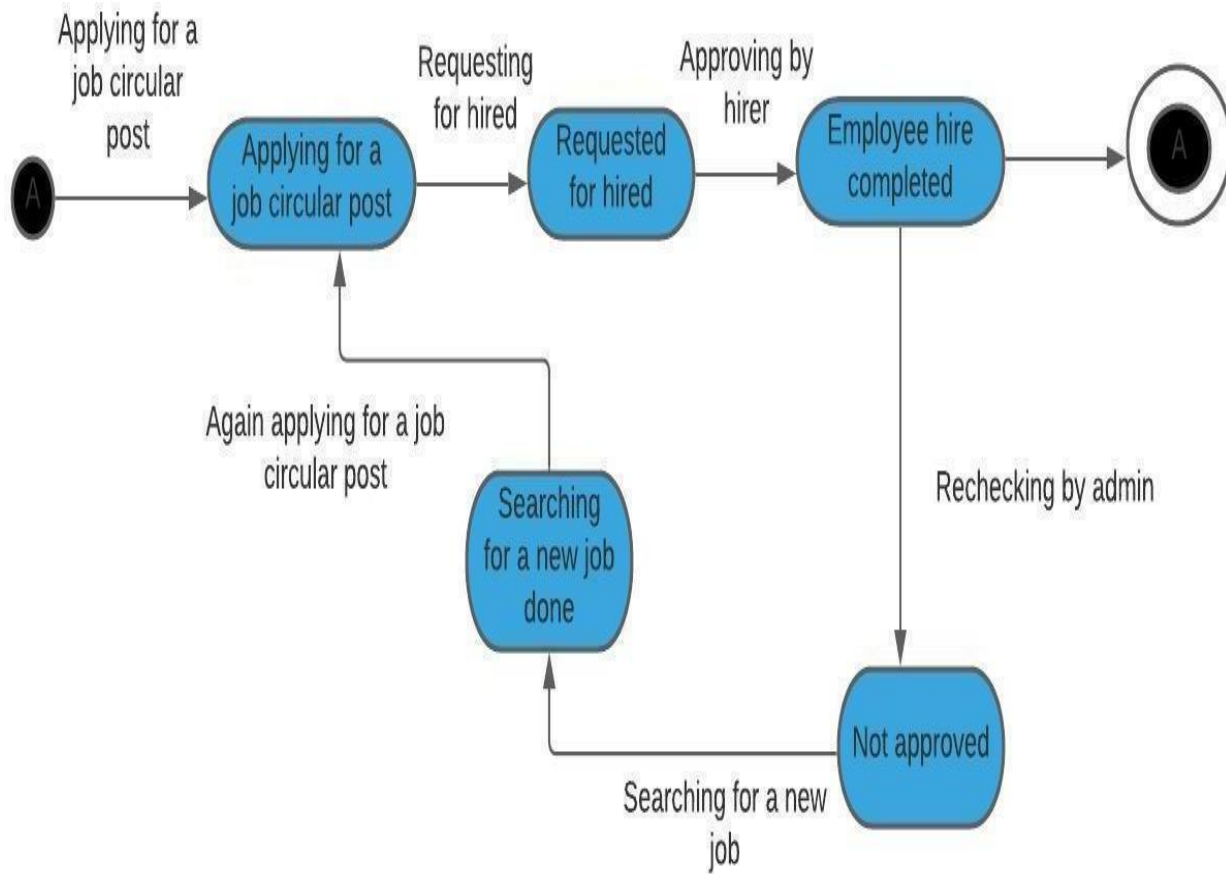 Applying for a
job circular
post
Requesting
for hired
Approving by
hirer
A
Applying for a
job circular post
Requested
for hired
Employee hire
completed
A
Again applying for a job
circular post
Searching
for a new job
done
Rechecking by admin
Not approved
Searching for a new
job